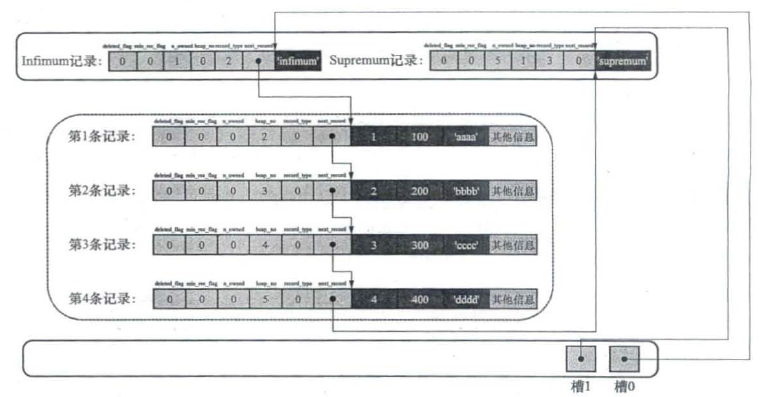 deleted_flag min_rec_flag n_owned heap_no record_type next_record deleted_flag min_rec_flag n_owned heap_no record_type next_record
Infimum记录: 0 0 1 0 2 'infimum' Supremum记录: 0 0 5 1 3 0 'supremum'
deleted_flag min_rec_flag n_owned heap_no record_type next_record
第1条记录: 0 0 0 2 0 1 100 'aaaa' 其他信息
deleted_flag min_rec_flag n_owned heap_no record_type next_record
第2条记录: 0 0 0 3 0 2 200 'bbbb' 其他信息
deleted_flag min_rec_flag n_owned heap_no record_type next_record
第3条记录: 0 0 0 4 0 3 300 'cccc' 其他信息
deleted_flag min_rec_flag n_owned heap_no record_type next_record
第4条记录: 0 0 0 5 0 4 400 'dddd' 其他信息
槽1 槽0